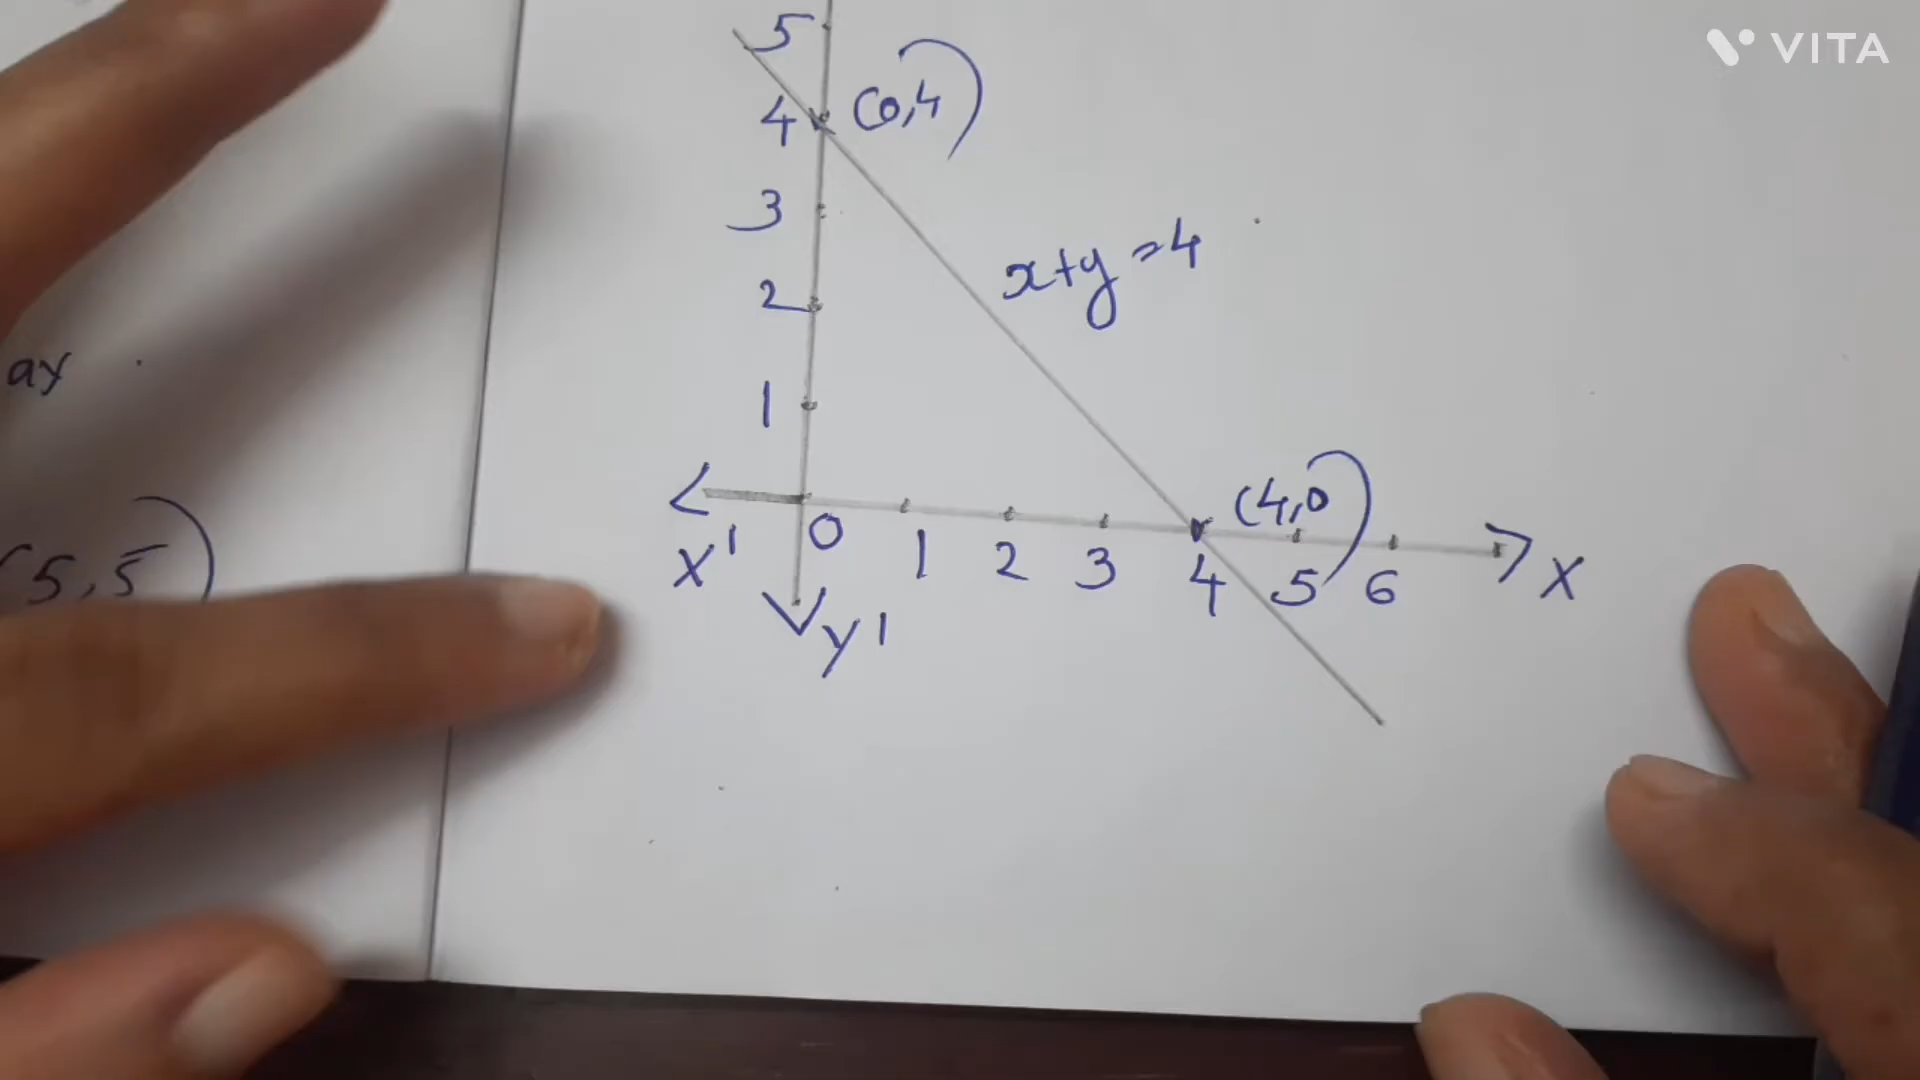 VITA
5
4 (0,4)
3
x+y=4
2
ay
1
(4,0)
(5,5)
X' 0 1 2 3 4 5 6 X
y'